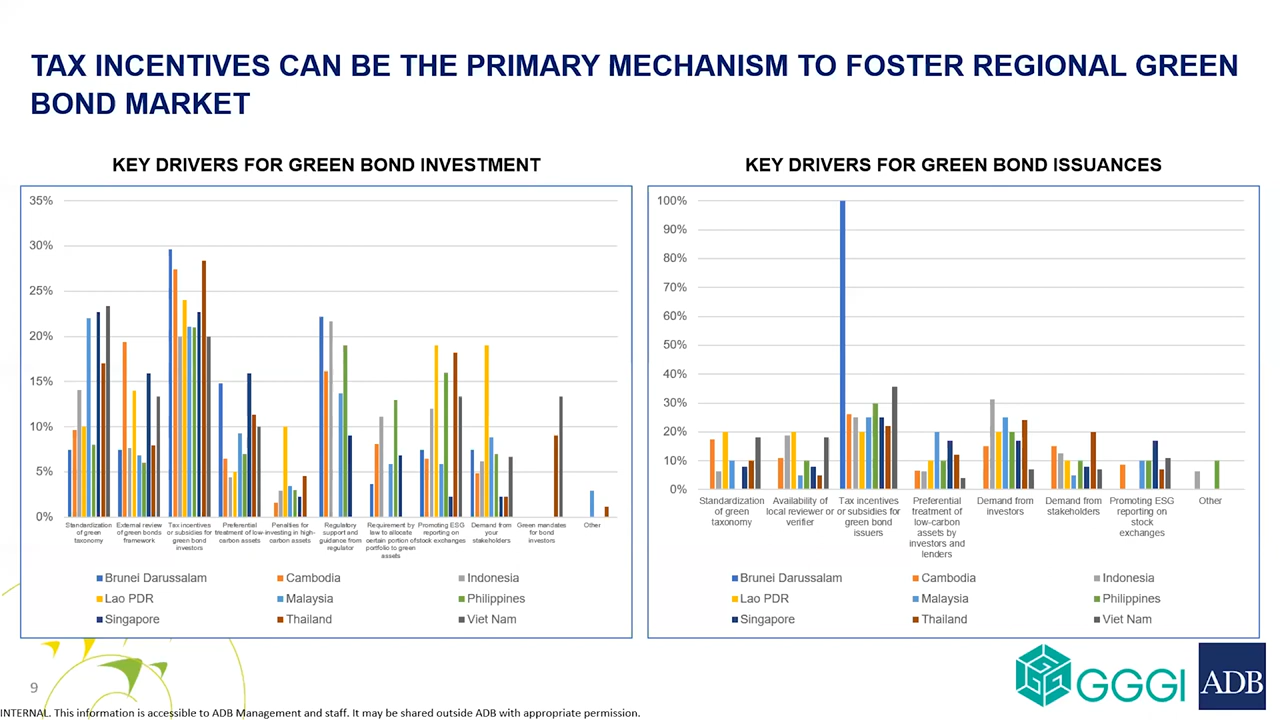 TAX INCENTIVES CAN BE THE PRIMARY MECHANISM TO FOSTER REGIONAL GREEN
BOND MARKET
KEY DRIVERS FOR GREEN BOND INVESTMENT
35%
30%
25%
20%
15%
10%
5%
0%
Standardization
of green
taxonomy
External review
of green bonds
framework
Tax incentives
or subsidies for
green bond
investors
Preferential
treatment of low-
carbon assets
Penalties for
investing in high-
carbon assets
Regulatory
support and
guidance from
regulator
Requirement by
law to allocate
certain portion of
portfolio to green
assets
Promoting ESG
reporting on
stock exchanges
Demand from
your
stakeholders
Green mandates
for bond
investors
Other
Brunei Darussalam
Cambodia
Indonesia
Lao PDR
Malaysia
Philippines
Singapore
Thailand
Viet Nam
KEY DRIVERS FOR GREEN BOND ISSUANCES
100%
90%
80%
70%
60%
50%
40%
30%
20%
10%
0%
Standardization
of green
taxonomy
Availability of
local reviewer or
verifier
Tax incentives
or subsidies for
green bond
issuers
Preferential
treatment of
low-carbon
assets by
investors and
lenders
Demand from
investors
Demand from
stakeholders
Promoting ESG
reporting on
stock
exchanges
Other
Brunei Darussalam
Cambodia
Indonesia
Lao PDR
Malaysia
Philippines
Singapore
Thailand
Viet Nam
GGGI
ADB
9
INTERNAL. This information is accessible to ADB Management and staff. It may be shared outside ADB with appropriate permission.